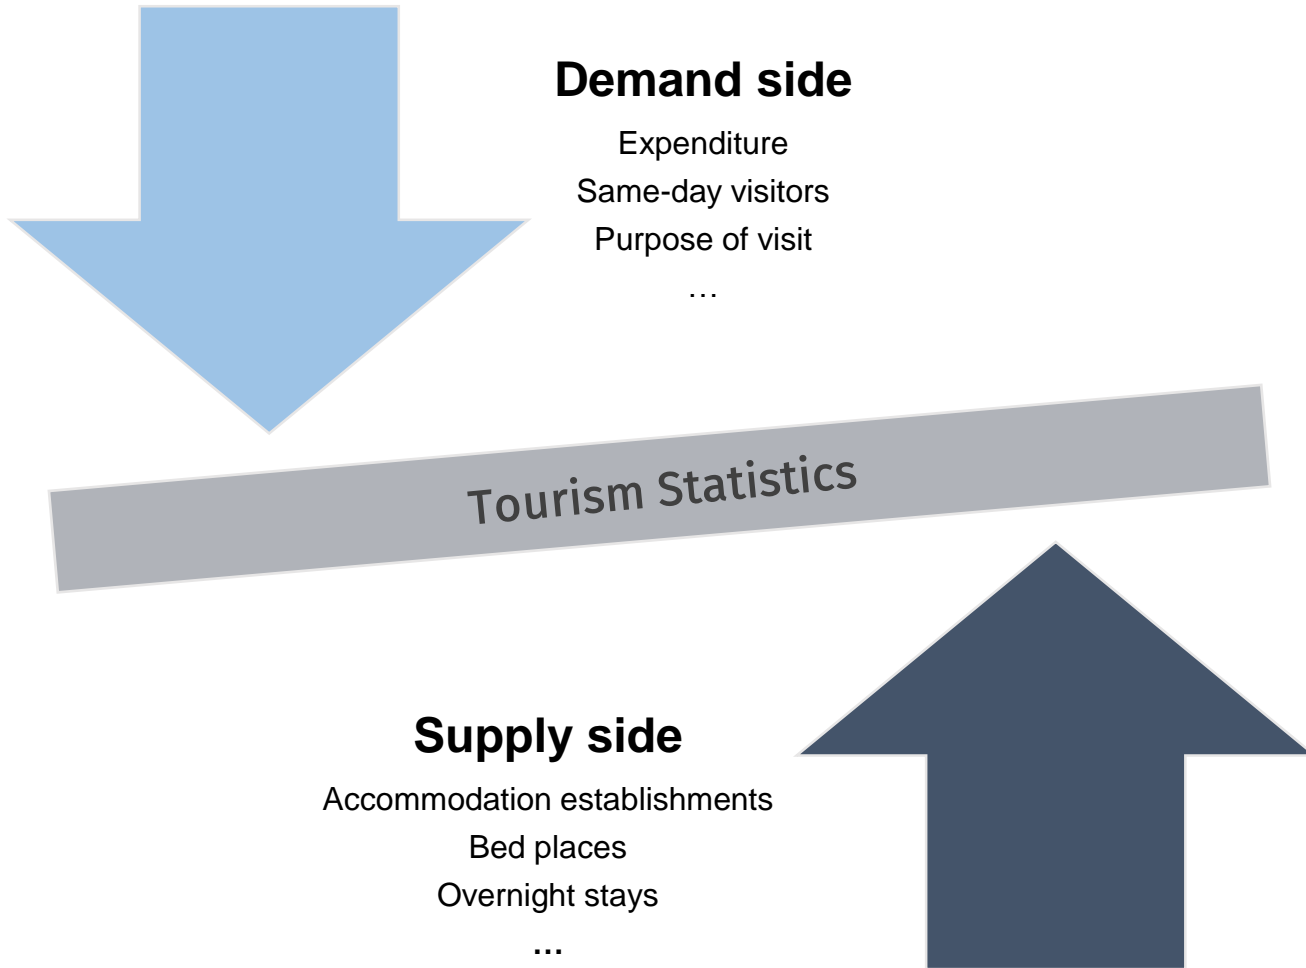 Demand side
Expenditure
Same-day visitors
Purpose of visit
…
Tourism Statistics
Supply side
Accommodation establishments
Bed places
Overnight stays
…